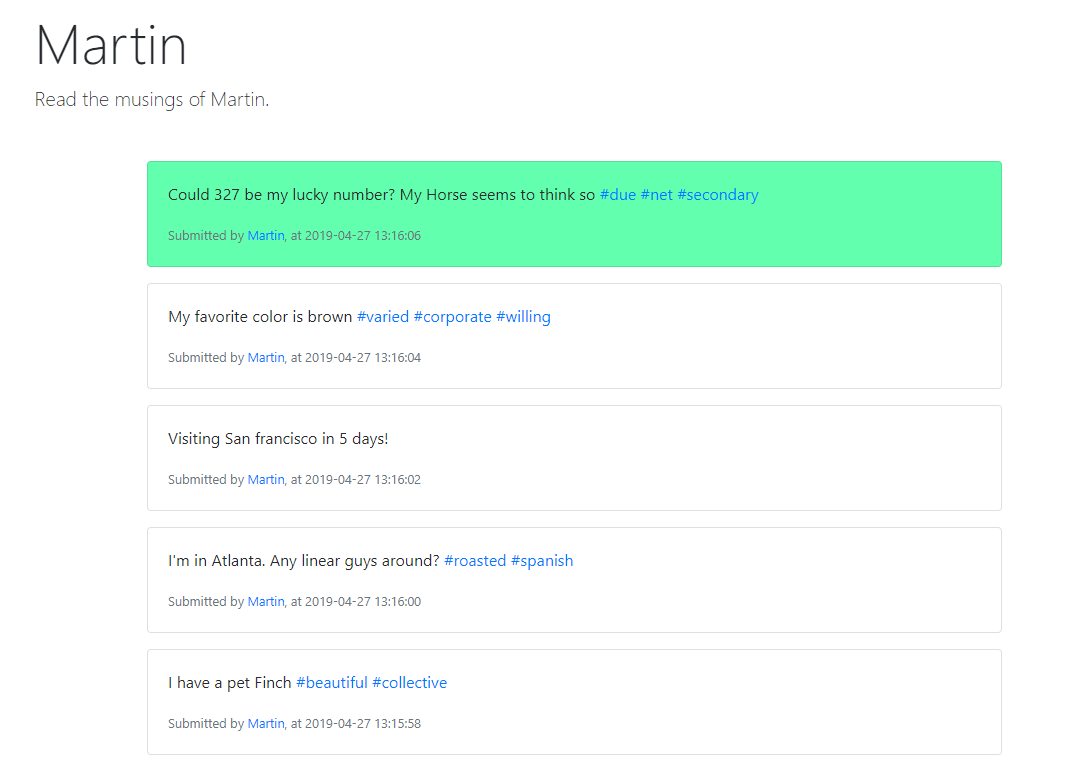 Martin
Read the musings of Martin.
Could 327 be my lucky number? My Horse seems to think so #due #net #secondary
Submitted by Martin, at 2019-04-27 13:16:06
My favorite color is brown #varied #corporate #willing
Submitted by Martin, at 2019-04-27 13:16:04
Visiting San francisco in 5 days!
Submitted by Martin, at 2019-04-27 13:16:02
I'm in Atlanta. Any linear guys around? #roasted #spanish
Submitted by Martin, at 2019-04-27 13:16:00
I have a pet Finch #beautiful #collective
Submitted by Martin, at 2019-04-27 13:15:58